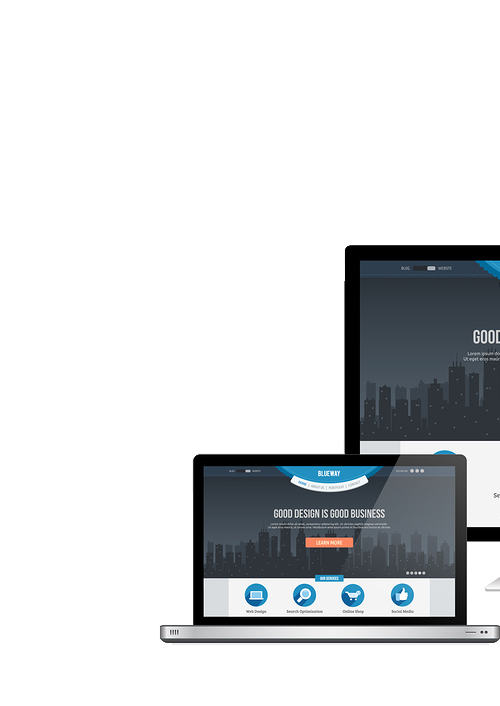 BLOG
WEBSITE
GOOD
Lorem ipsum do
Ut eget eros mau
Se
BLOG
WEBSITE
BLUEWAY
HOME | ABOUT US | PORTFOLIO | CONTACT
GOOD DESIGN IS GOOD BUSINESS
LEARN MORE
OUR SERVICES
Web Design
Search Optimization
Online Shop
Social Media